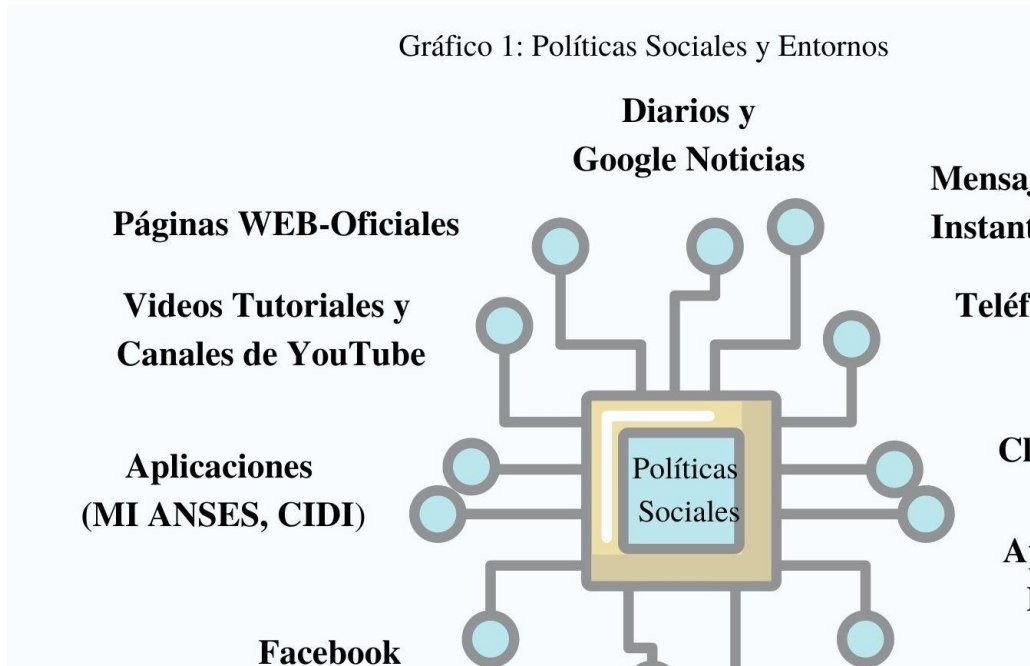 Gráfico 1: Políticas Sociales y Entornos
Diarios y
Google Noticias
Páginas WEB-Oficiales
Videos Tutoriales y
Canales de YouTube
Aplicaciones
(MI ANSES, CIDI)
Políticas
Sociales
Facebook